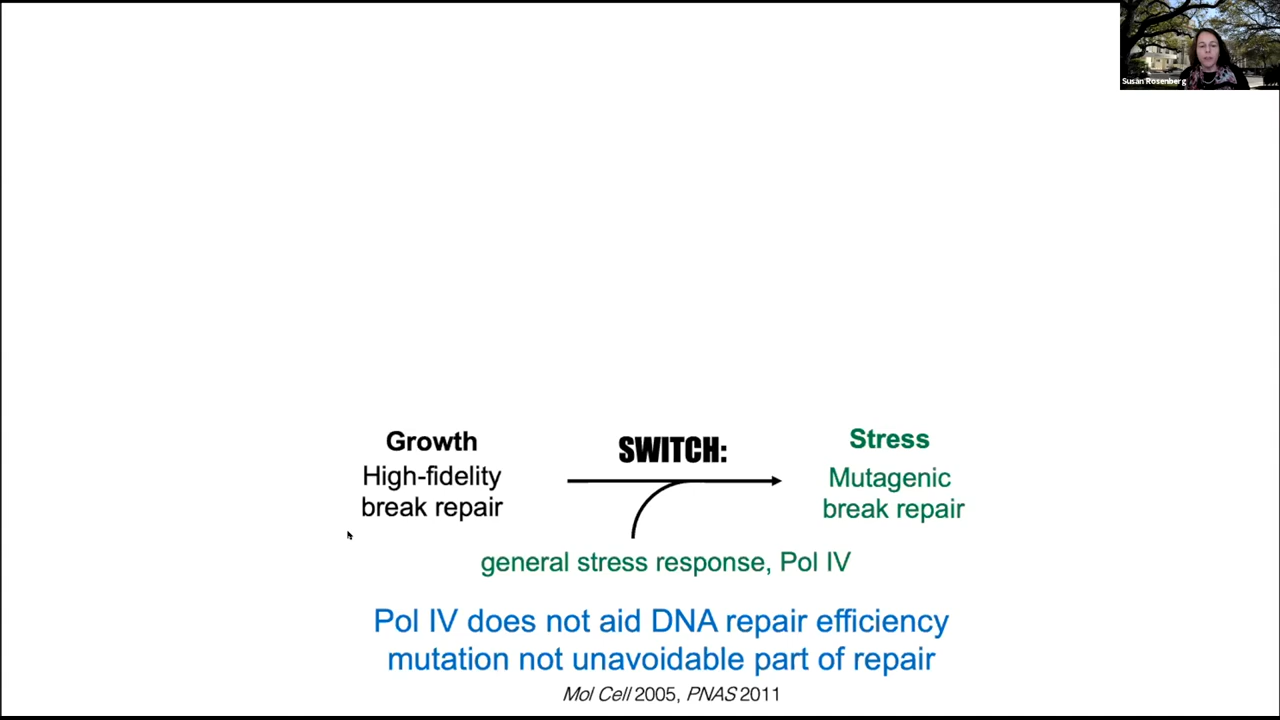 Susan Rosenberg
Growth
High-fidelity
break repair
SWITCH:
Stress
Mutagenic
break repair
general stress response, Pol IV
Pol IV does not aid DNA repair efficiency
mutation not unavoidable part of repair
Mol Cell 2005, PNAS 2011